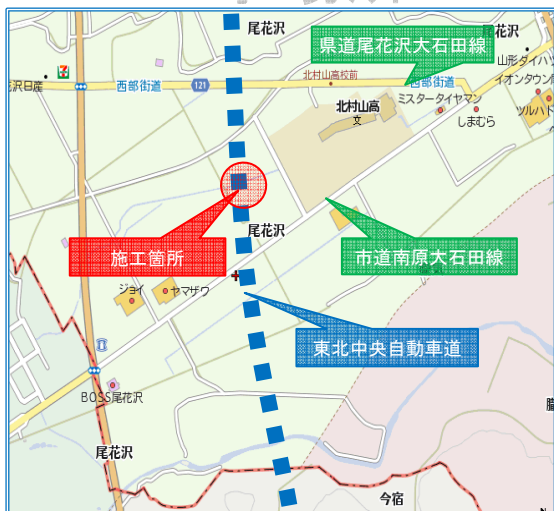 尾花沢
尾花沢
県道尾花沢大石田線
山形ダイハツ
沢日産
西部街道
121
北村山高校前
西部街道
イオンタウン
ミスタータイヤマン
ツルハド
北村山高
文
しまむら
尾花沢
施工箇所
市道南原大石田線
ジョイ
ヤマザワ
東北中央自動車道
BOSS尾花沢
尾花沢
今宿